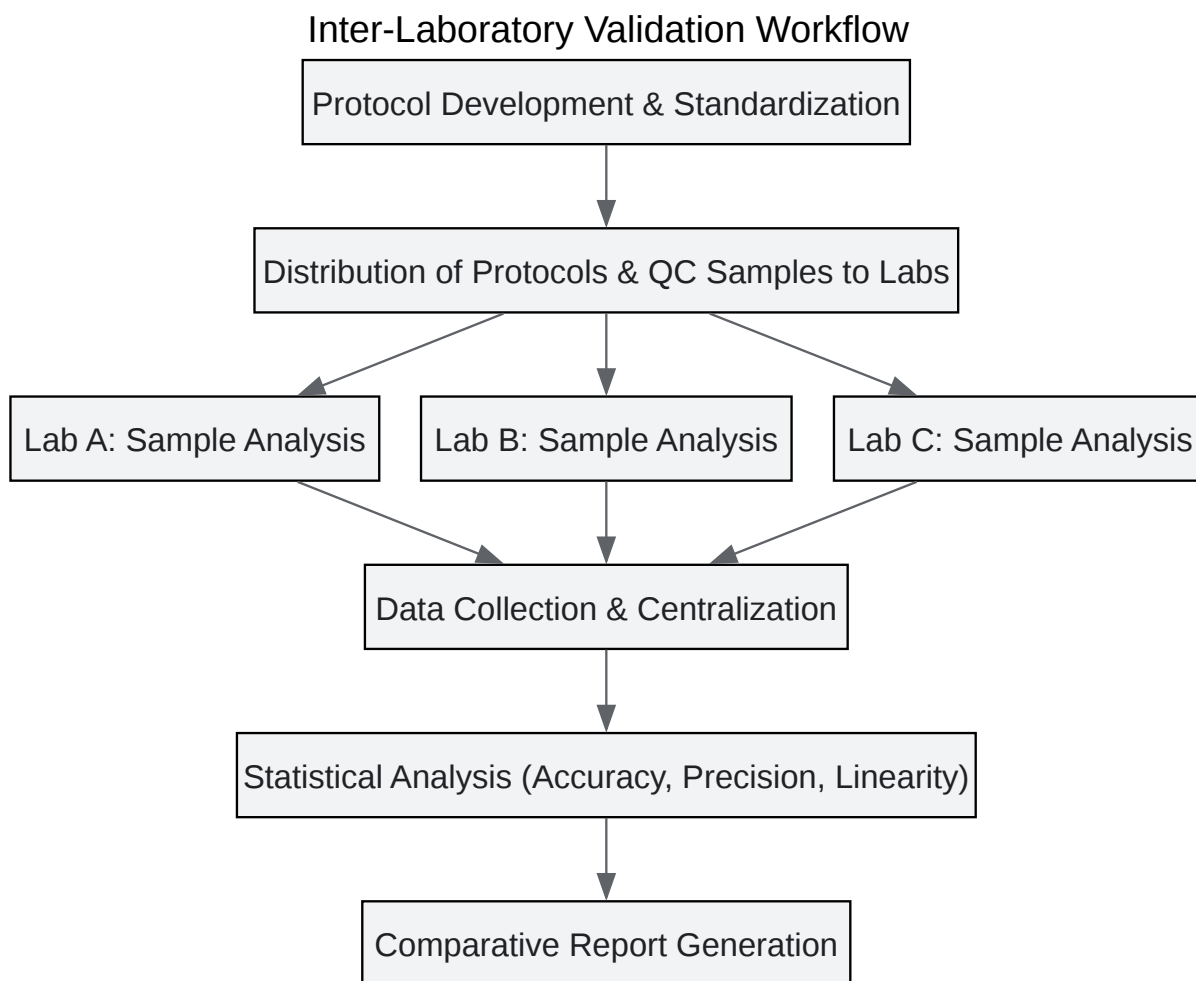 Inter-Laboratory Validation Workflow
Protocol Development & Standardization
Distribution of Protocols & QC Samples to Labs
Lab A: Sample Analysis
Lab B: Sample Analysis
Lab C: Sample Analysis
Data Collection & Centralization
Statistical Analysis (Accuracy, Precision, Linearity)
Comparative Report Generation